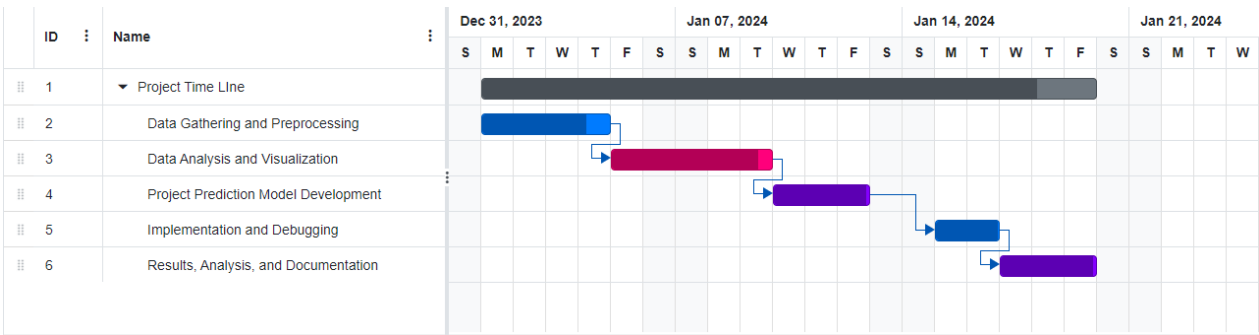 Dec 31, 2023 Jan 07, 2024 Jan 14, 2024 Jan 21, 2024
ID Name
S M T W T F S S M T W T F S S M T W T F S S M T W
1 Project Time LIne
2 Data Gathering and Preprocessing
3 Data Analysis and Visualization
4 Project Prediction Model Development
5 Implementation and Debugging
6 Results, Analysis, and Documentation